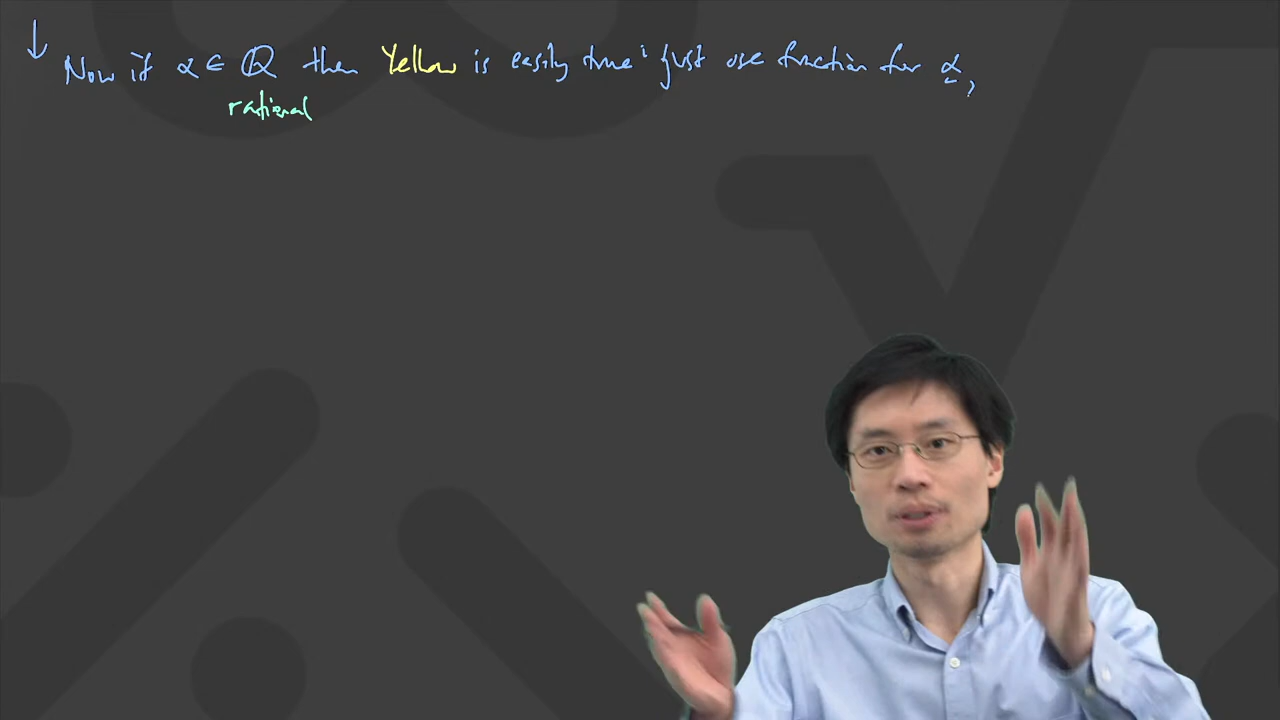 Now if α ∈ ℚ then Yellow is easily true: just use fraction for α,
rational